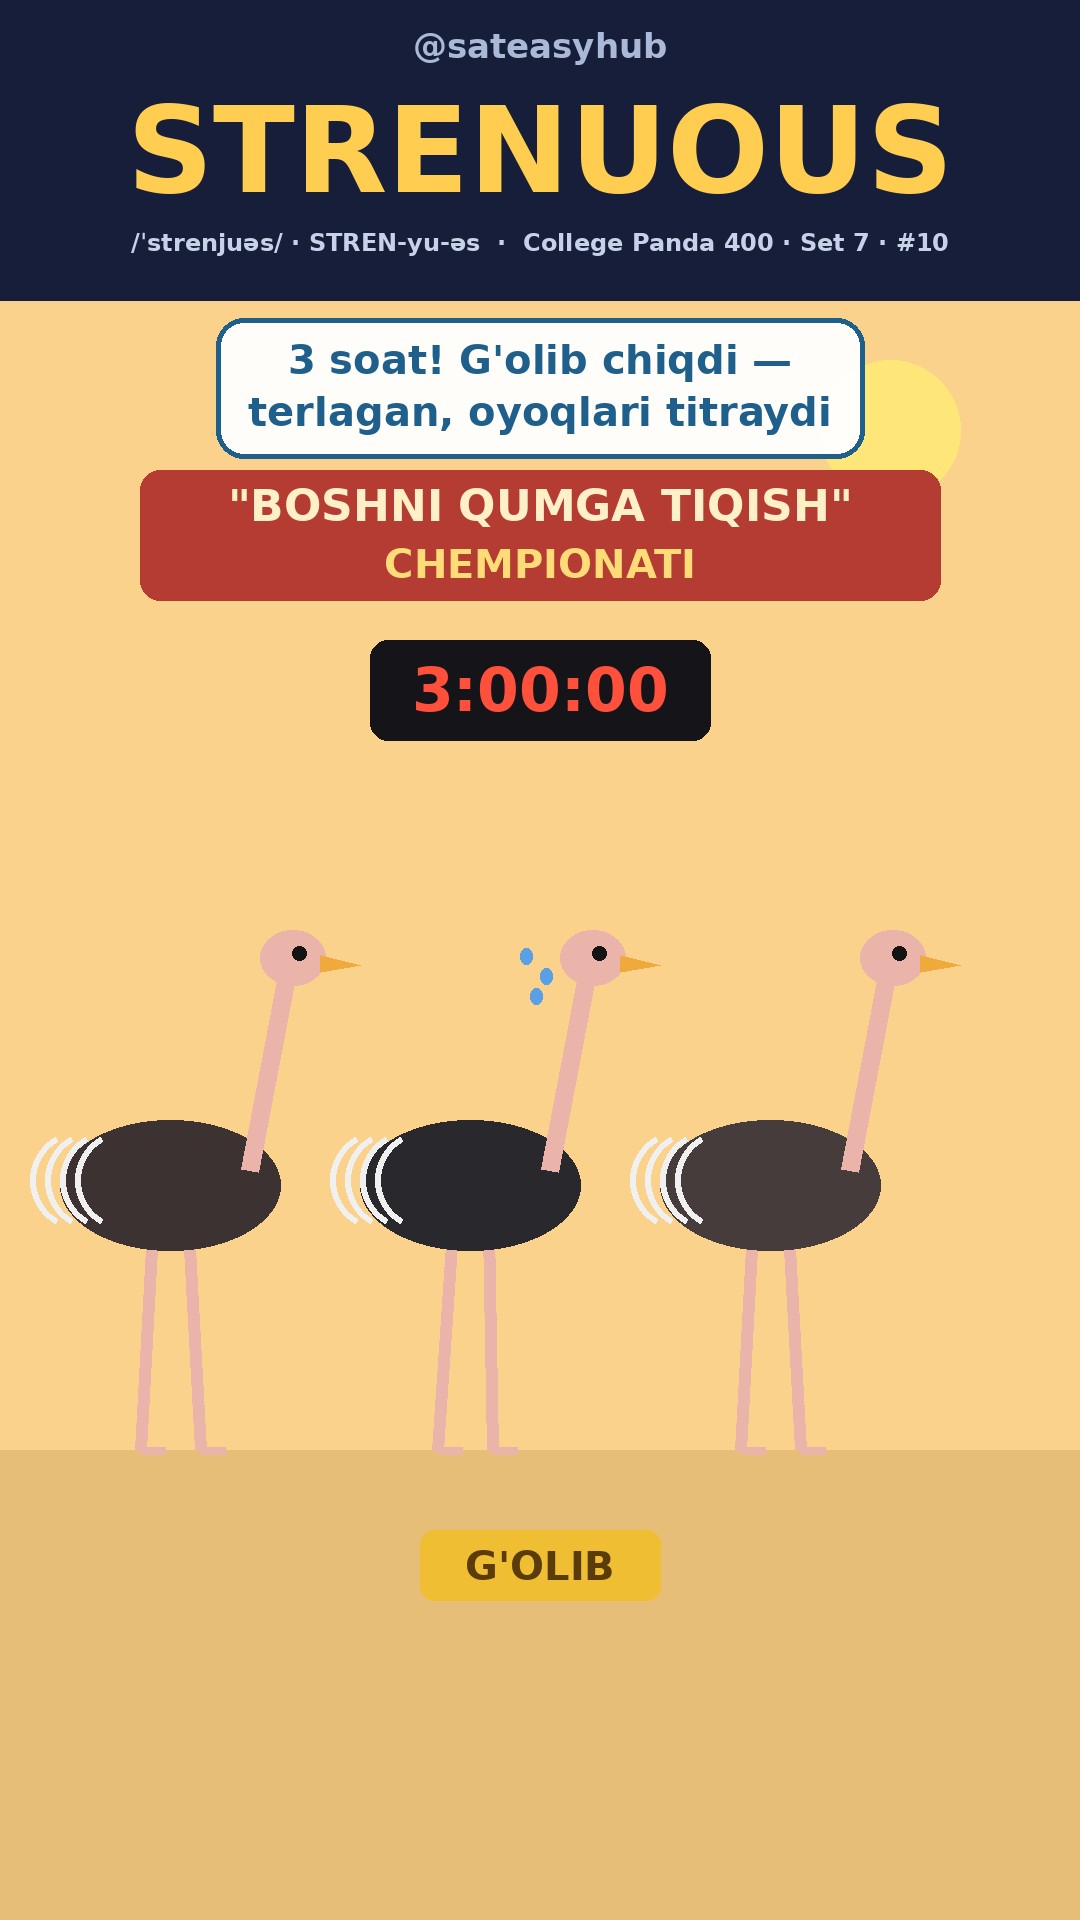 @sateasyhub
STRENUOUS
/ˈstrenjuəs/ · STREN-yu-əs · College Panda 400 · Set 7 · #10
3 soat! G'olib chiqdi —
terlagan, oyoqlari titraydi
"BOSHNI QUMGA TIQISH"
CHEMPIONATI
3:00:00
G'OLIB